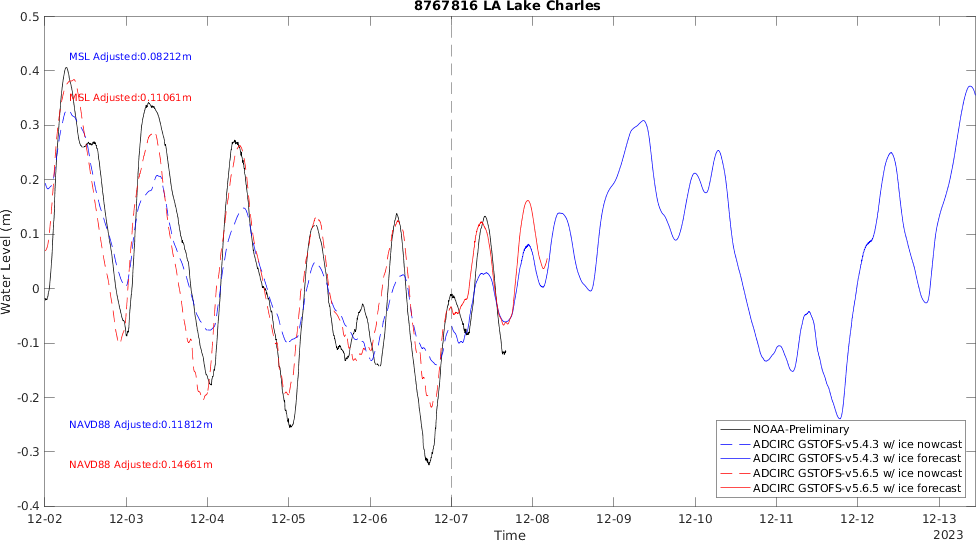 8767816 LA Lake Charles
0.5
0.4
0.3
0.2
0.1
0
-0.1
-0.2
-0.3
-0.4
Water Level (m)
MSL Adjusted:0.08212m
MSL Adjusted:0.11061m
NAVD88 Adjusted:0.11812m
NAVD88 Adjusted:0.14661m
NOAA-Preliminary
ADCIRC GSTOFS-v5.4.3 w/ ice nowcast
ADCIRC GSTOFS-v5.4.3 w/ ice forecast
ADCIRC GSTOFS-v5.6.5 w/ ice nowcast
ADCIRC GSTOFS-v5.6.5 w/ ice forecast
12-02 12-03 12-04 12-05 12-06 12-07 12-08 12-09 12-10 12-11 12-12 12-13
Time
2023